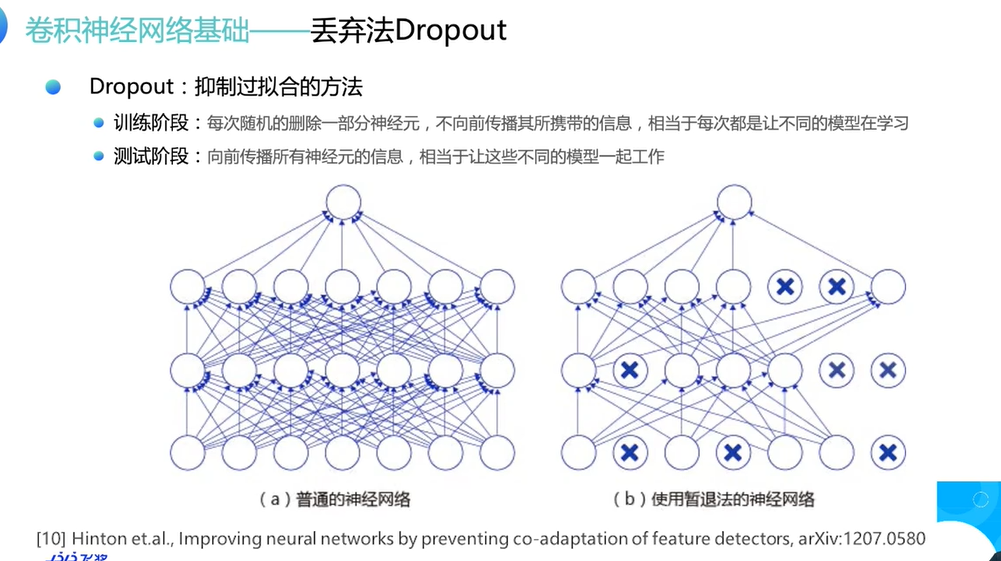 卷积神经网络基础——丢弃法Dropout
Dropout：抑制过拟合的方法
训练阶段：每次随机的删除一部分神经元，不向前传播其所携带的信息，相当于每次都是让不同的模型在学习
测试阶段：向前传播所有神经元的信息，相当于让这些不同的模型一起工作
（a）普通的神经网络
（b）使用暂退法的神经网络
[10] Hinton et.al., Improving neural networks by preventing co-adaptation of feature detectors, arXiv:1207.0580